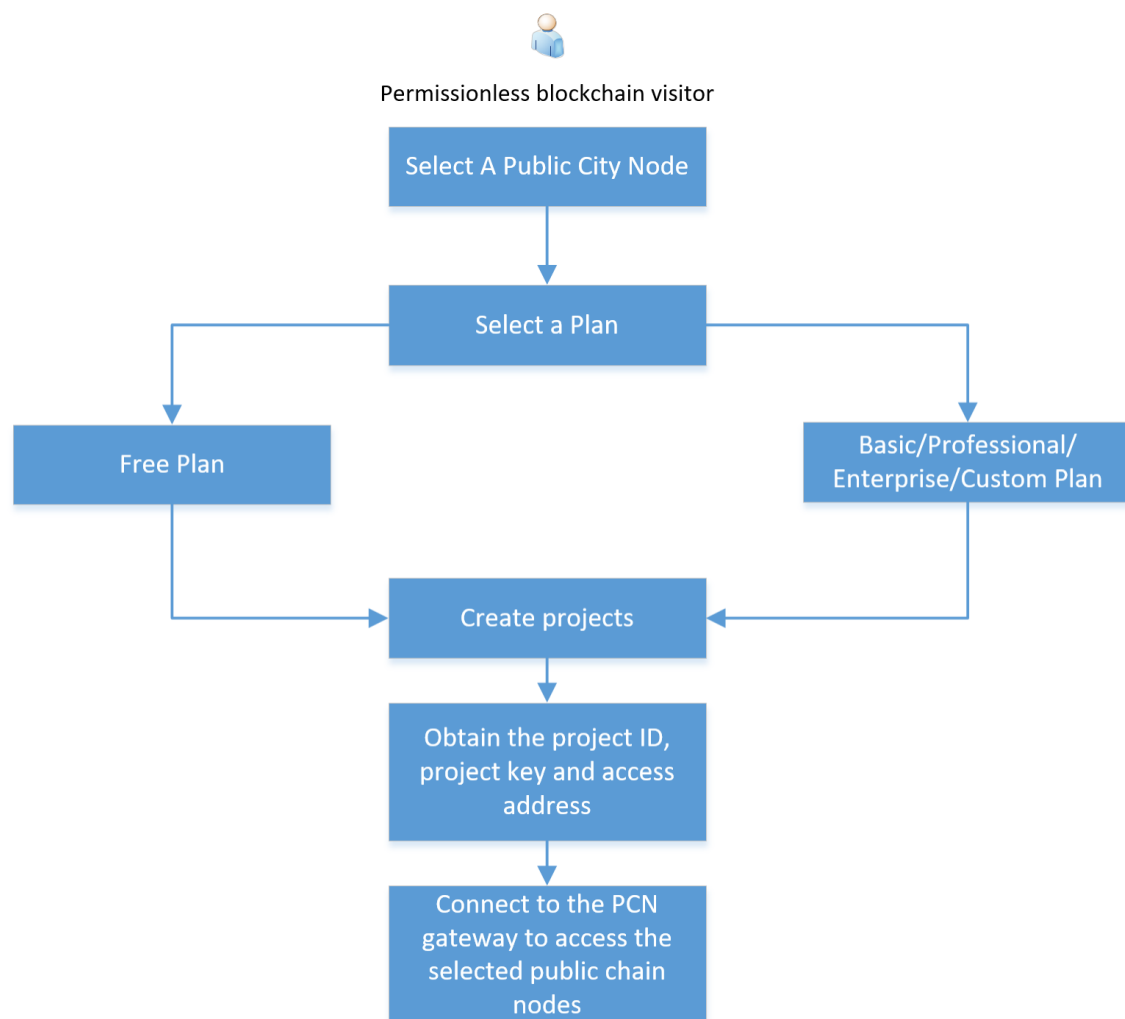 Permissionless blockchain visitor
Select A Public City Node
Select a Plan
Free Plan
Basic/Professional/
Enterprise/Custom Plan
Create projects
Obtain the project ID,
project key and access
address
Connect to the PCN
gateway to access the
selected public chain
nodes